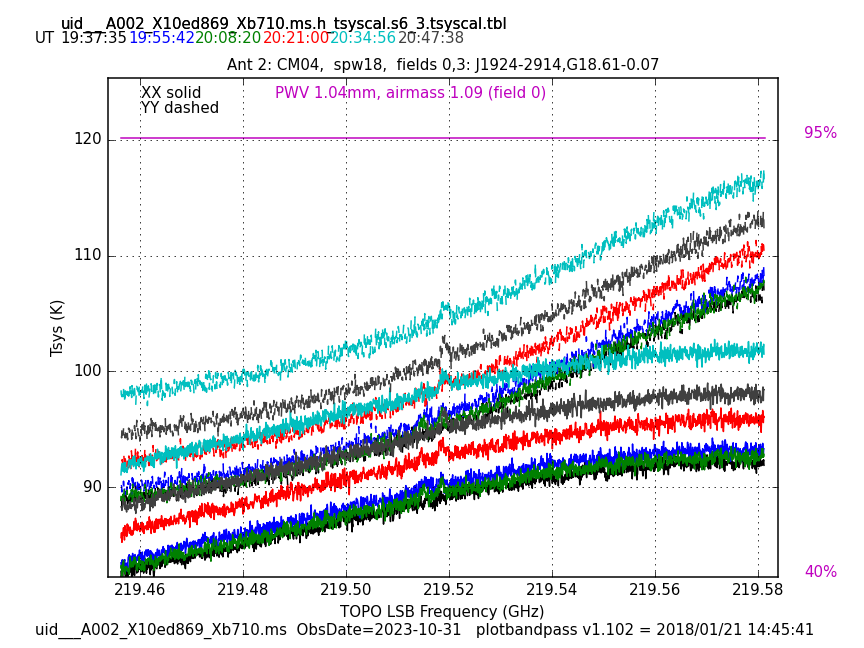 uid___A002_X10ed869_Xb710.ms.h_tsyscal.s6_3.tsyscal.tbl
UT 19:37:35 19:55:42 20:08:20 20:21:00 20:34:56 20:47:38
Ant 2: CM04,  spw18,  fields 0,3: J1924-2914,G18.61-0.07
XX solid
YY dashed
PWV 1.04mm, airmass 1.09 (field 0)
95%
40%
120
110
100
90
Tsys (K)
219.46 219.48 219.50 219.52 219.54 219.56 219.58
TOPO LSB Frequency (GHz)
uid___A002_X10ed869_Xb710.ms  ObsDate=2023-10-31   plotbandpass v1.102 = 2018/01/21 14:45:41